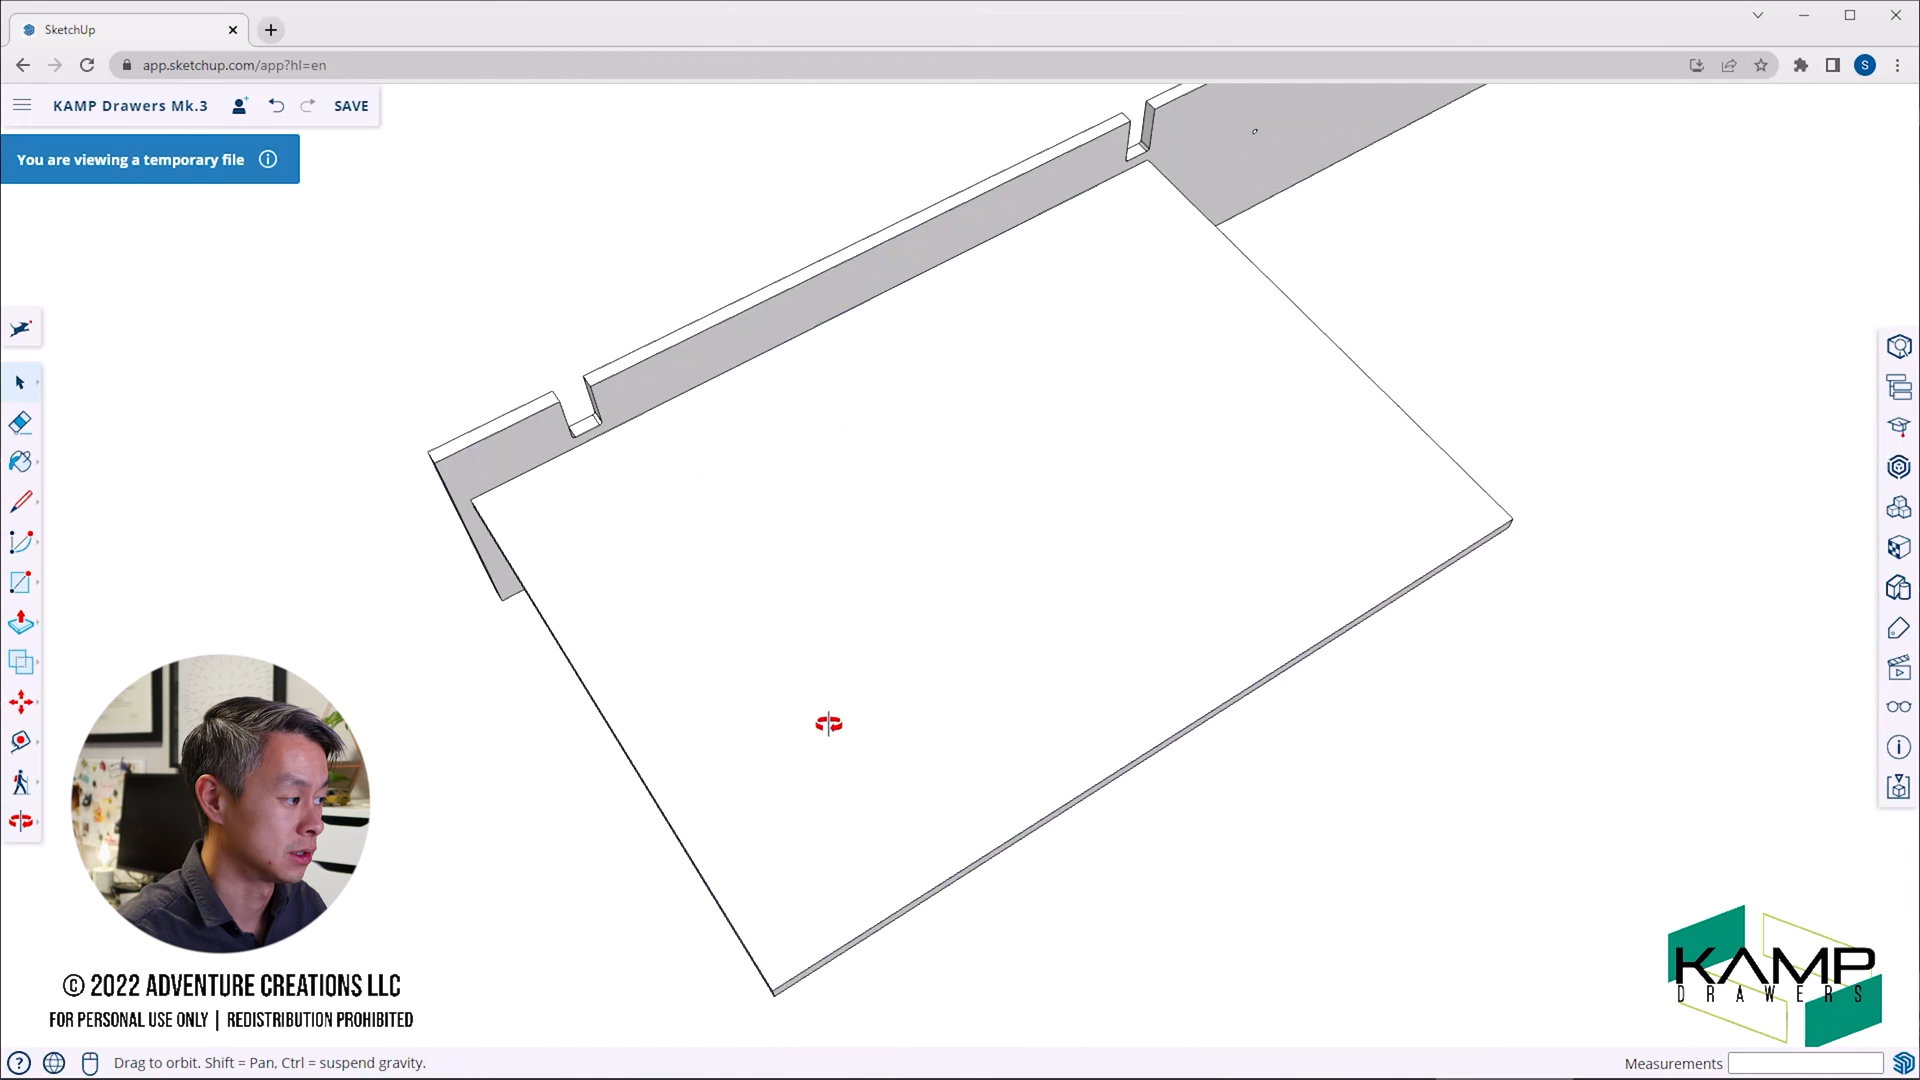 SketchUp
app.sketchup.com/app?hl=en
S
KAMP Drawers Mk.3
SAVE
You are viewing a temporary file
© 2022 ADVENTURE CREATIONS LLC
FOR PERSONAL USE ONLY | REDISTRIBUTION PROHIBITED
KAMP
DRAWERS
Drag to orbit. Shift = Pan, Ctrl = suspend gravity.
Measurements